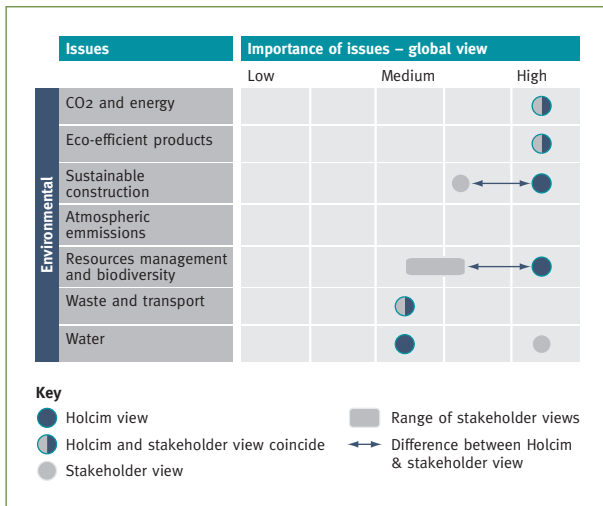 Issues
Importance of issues – global view
Low Medium High
Environmental
CO2 and energy
Eco-efficient products
Sustainable
construction
Atmospheric
emmissions
Resources management
and biodiversity
Waste and transport
Water
Key
Holcim view
Holcim and stakeholder view coincide
Stakeholder view
Range of stakeholder views
Difference between Holcim
& stakeholder view